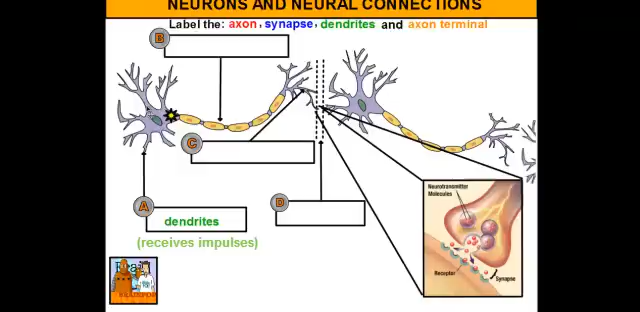 NEURONS AND NEURAL CONNECTIONS
Label the: axon, synapse, dendrites and axon terminal
B
C
A
D
dendrites
(receives impulses)
Neurotransmitter
Molecules
Receptor
Synapse